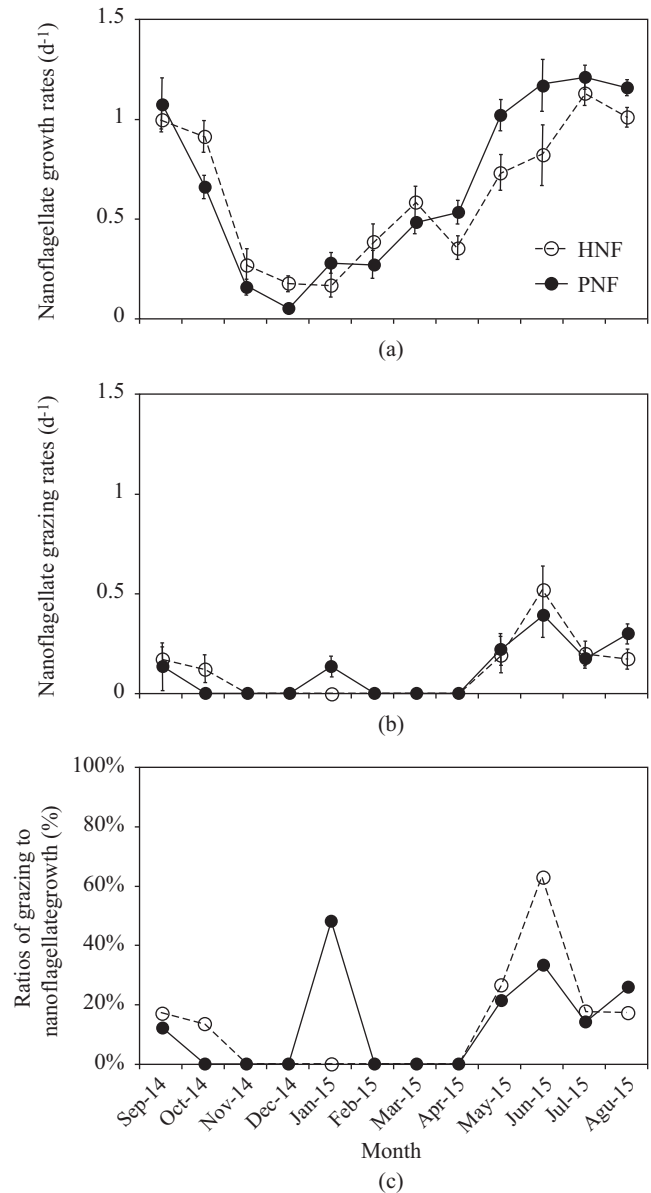 Nanoflagellate growth rates (d-1)
1.5
1
0.5
0
HNF
PNF
(a)
Nanoflagellate grazing rates (d-1)
1.5
1
0.5
0
(b)
Ratios of grazing to
nanoflagellategrowth (%)
100%
80%
60%
40%
20%
0%
Sep-14
Oct-14
Nov-14
Dec-14
Jan-15
Feb-15
Mar-15
Apr-15
May-15
Jun-15
Jul-15
Agu-15
Month
(c)